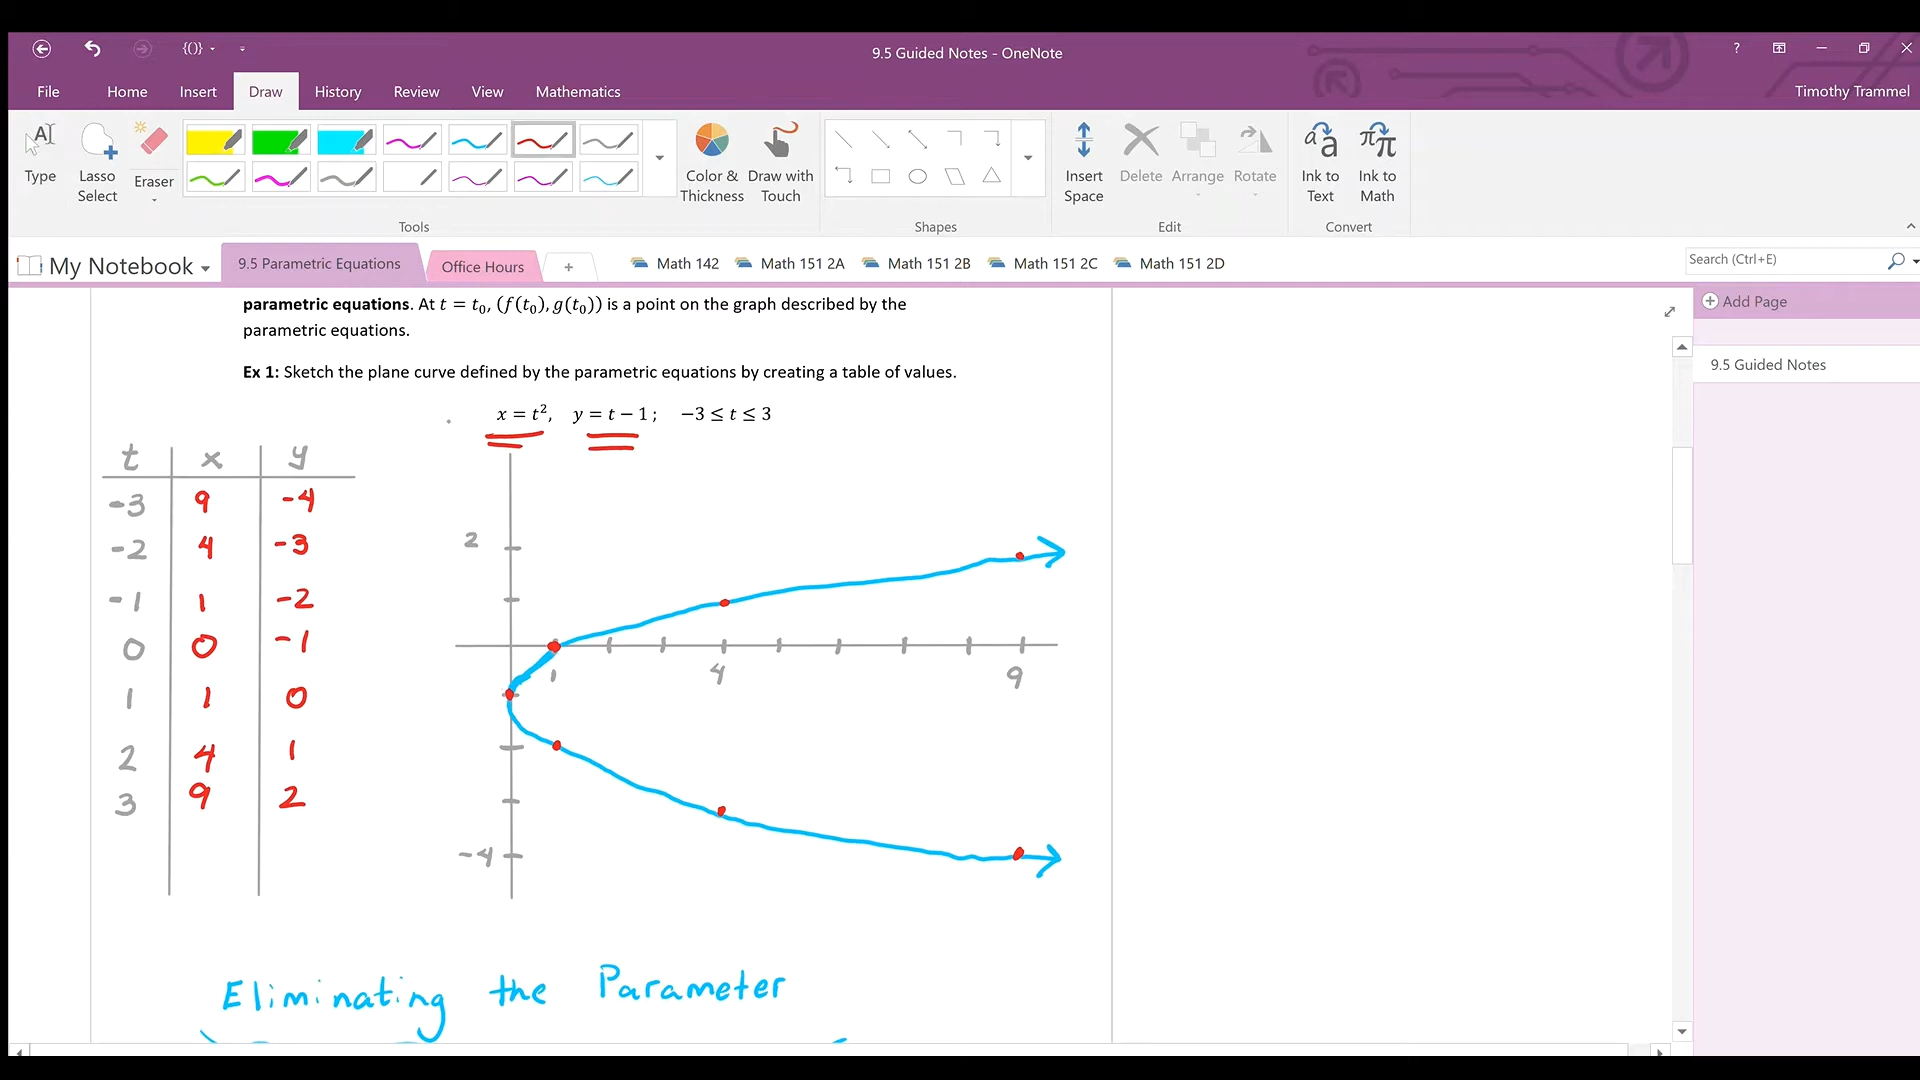 9.5 Guided Notes - OneNote
File Home Insert Draw History Review View Mathematics
Timothy Trammel
Type
Lasso Select
Eraser
Color & Thickness
Draw with Touch
Insert Space
Delete
Arrange
Rotate
Ink to Text
Ink to Math
Tools Shapes Edit Convert
My Notebook 9.5 Parametric Equations Office Hours + Math 142 Math 151 2A Math 151 2B Math 151 2C Math 151 2D
Search (Ctrl+E)
Add Page
9.5 Guided Notes
parametric equations. At t = t₀, (f(t₀), g(t₀)) is a point on the graph described by the
parametric equations.
Ex 1: Sketch the plane curve defined by the parametric equations by creating a table of values.
x = t², y = t − 1 ; −3 ≤ t ≤ 3
t x y
-3 9 -4
-2 4 -3
-1 1 -2
0 0 -1
1 1 0
2 4 1
3 9 2
2
1 4 9
-4
Eliminating the Parameter